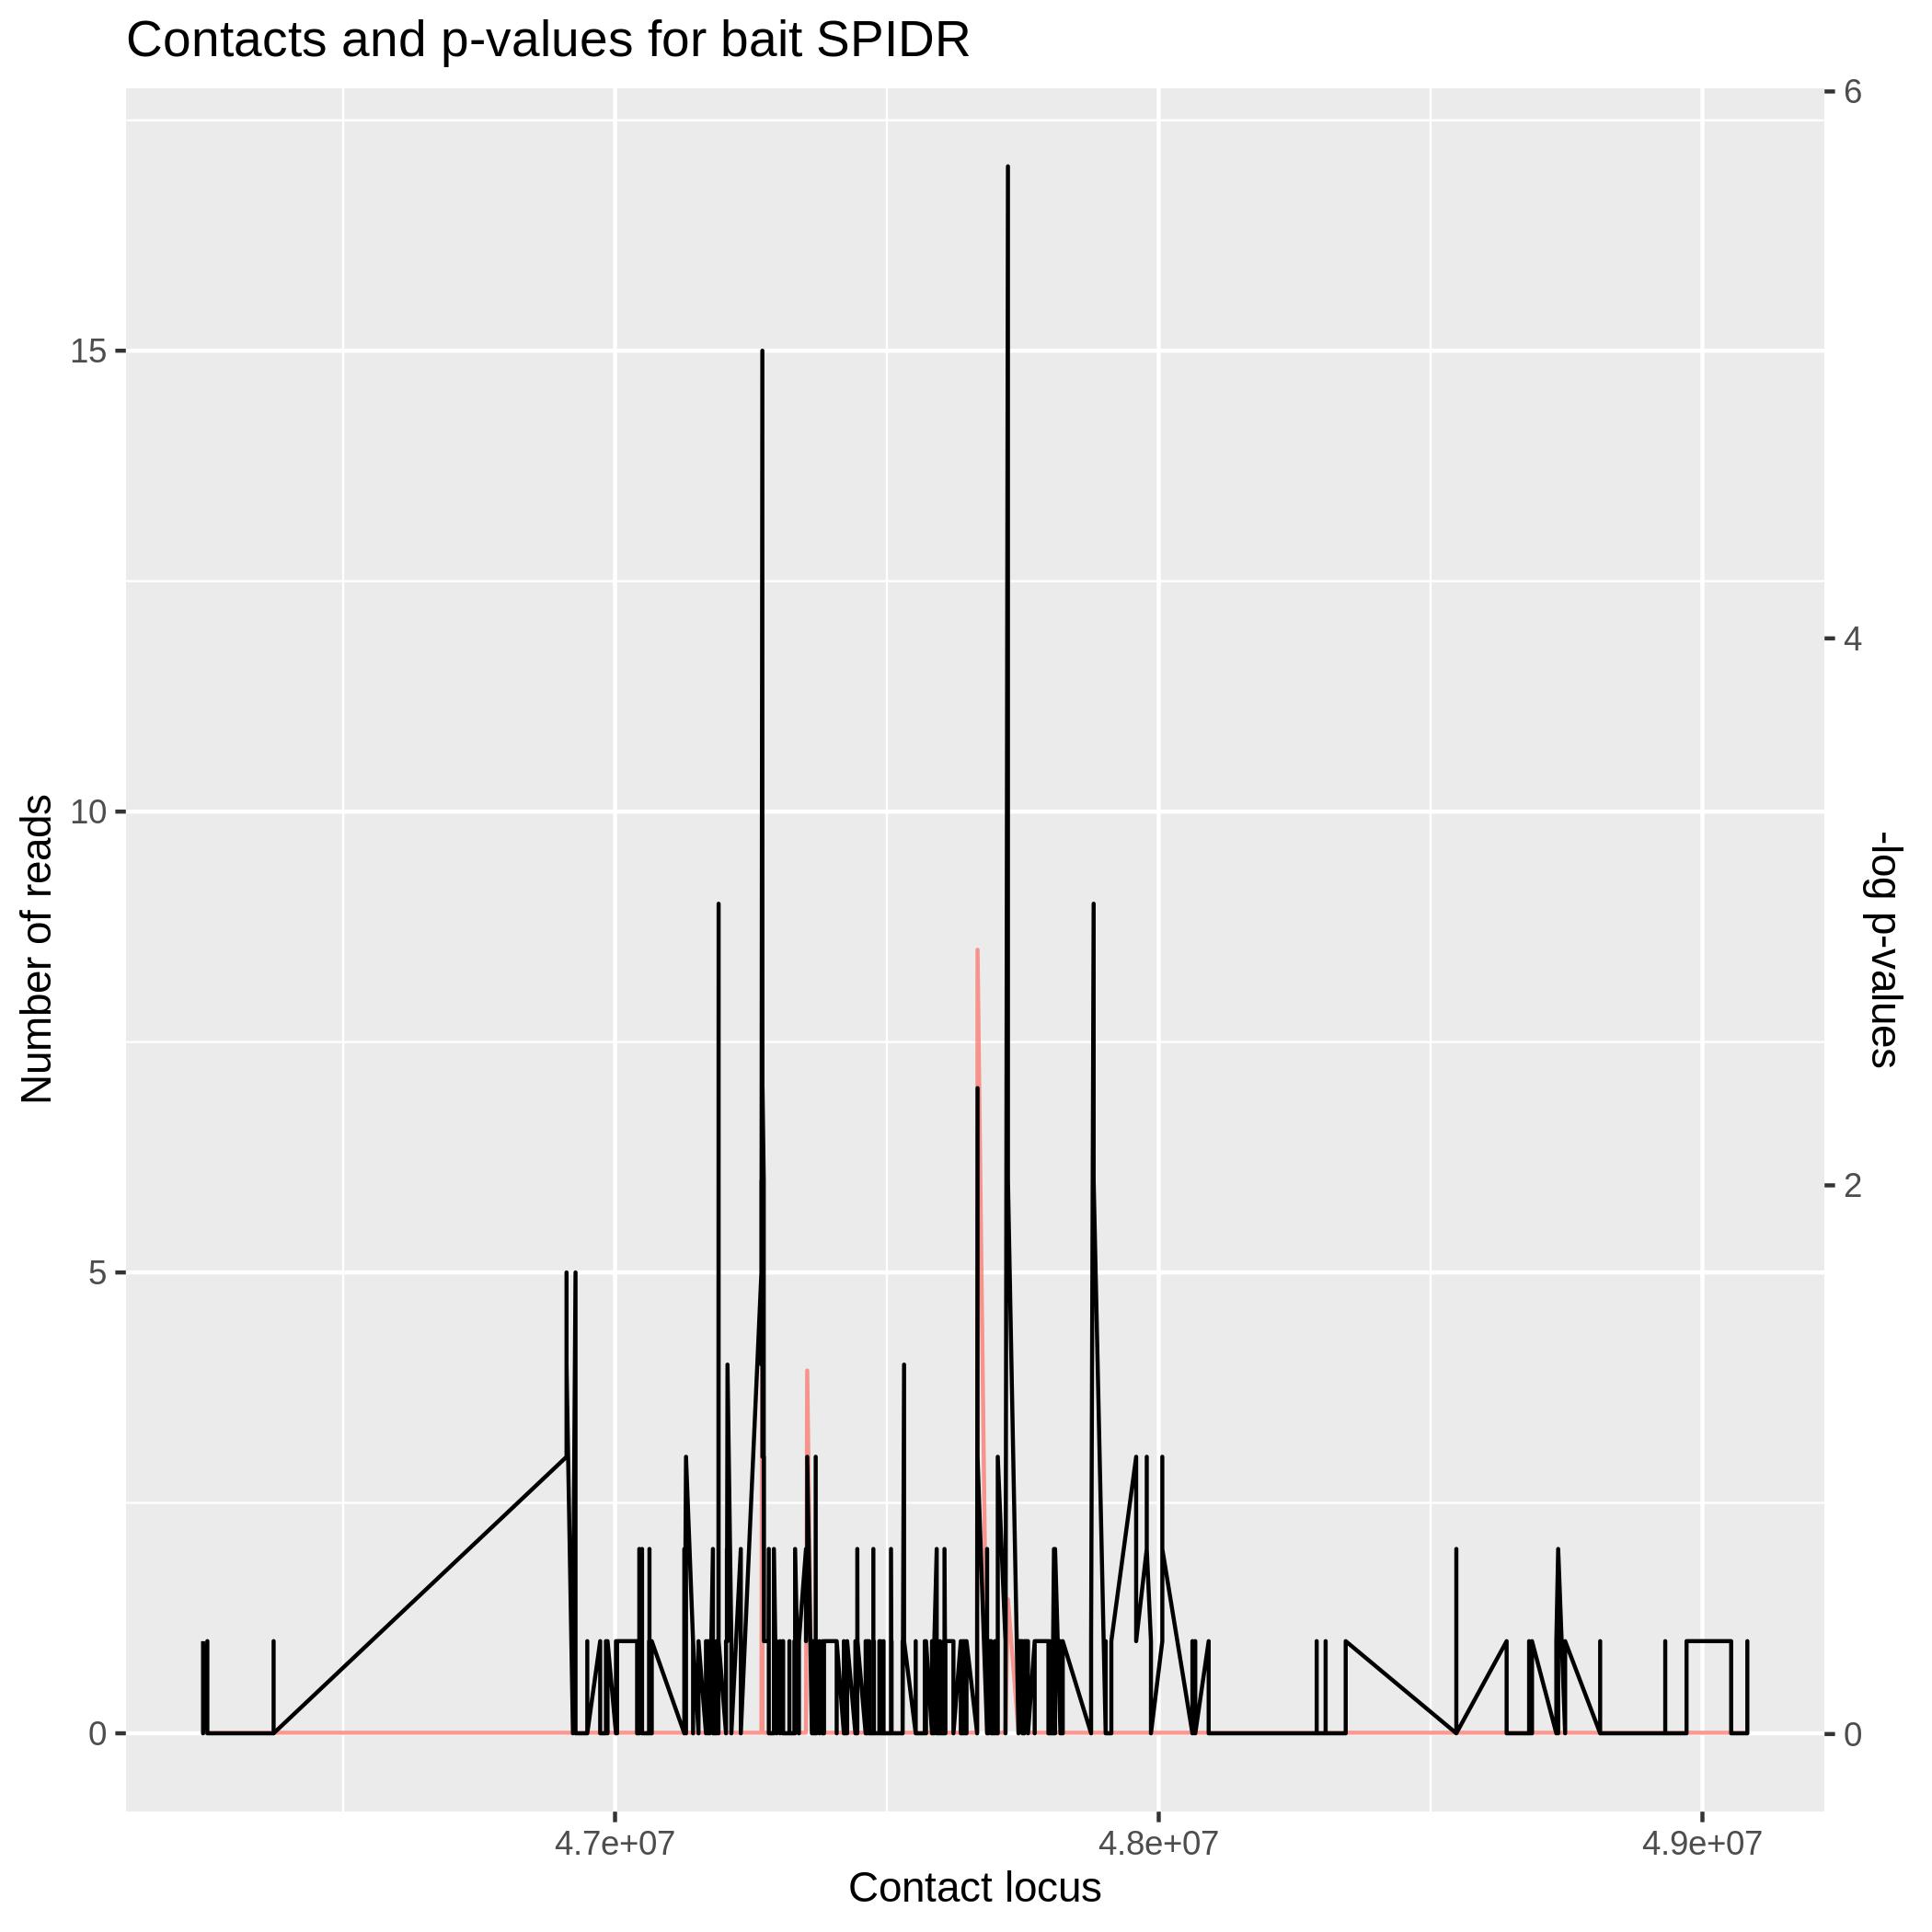 Contacts and p-values for bait SPIDR
6
15
4
10
Number of reads
-log p-values
2
5
0
0
4.7e+07
4.8e+07
4.9e+07
Contact locus